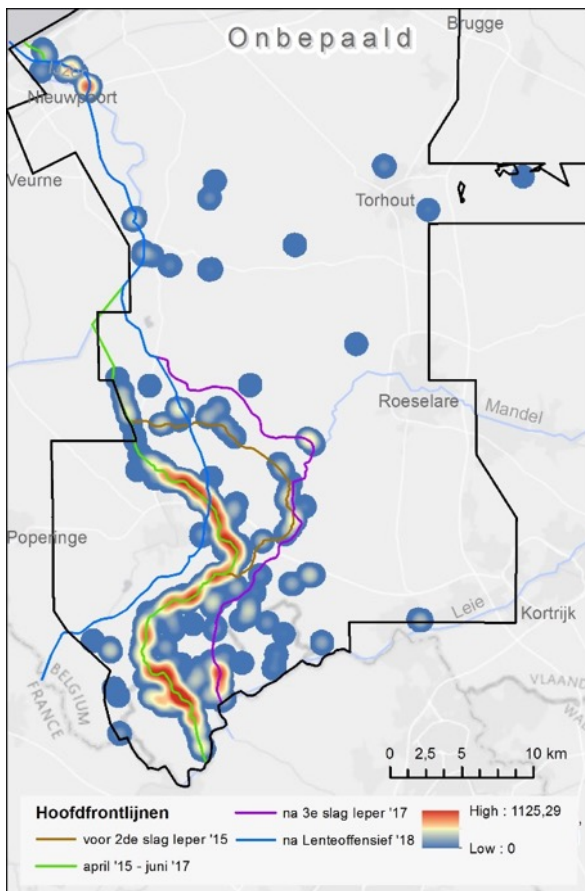 Brugge
Onbepaald
Nieuwpoort
Veurne
Torhout
Roeselare
Mandel
Poperinge
Leie
Kortrijk
BELGIUM
FRANCE
VLAAND
WA
0 2,5 5 10 km
Hoofdfrontlijnen
voor 2de slag Ieper '15
april '15 - juni '17
na 3e slag Ieper '17
na Lenteoffensief '18
High : 1125,29
Low : 0